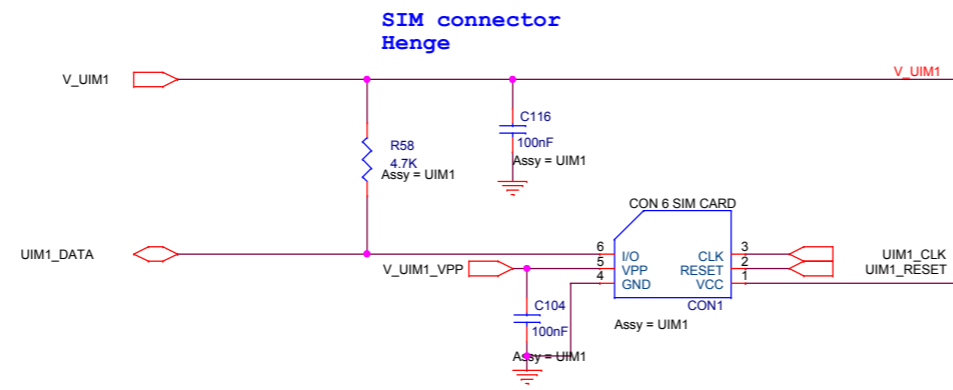 SIM connector
Henge
V_UIM1
V_UIM1
C116
100nF
Assy = UIM1
R58
4.7K
Assy = UIM1
CON 6 SIM CARD
UIM1_DATA
6 I/O CLK 3
UIM1_CLK
V_UIM1_VPP
5 VPP RESET 2
UIM1_RESET
4 GND VCC 1
C104
CON1
100nF
Assy = UIM1
Assy = UIM1